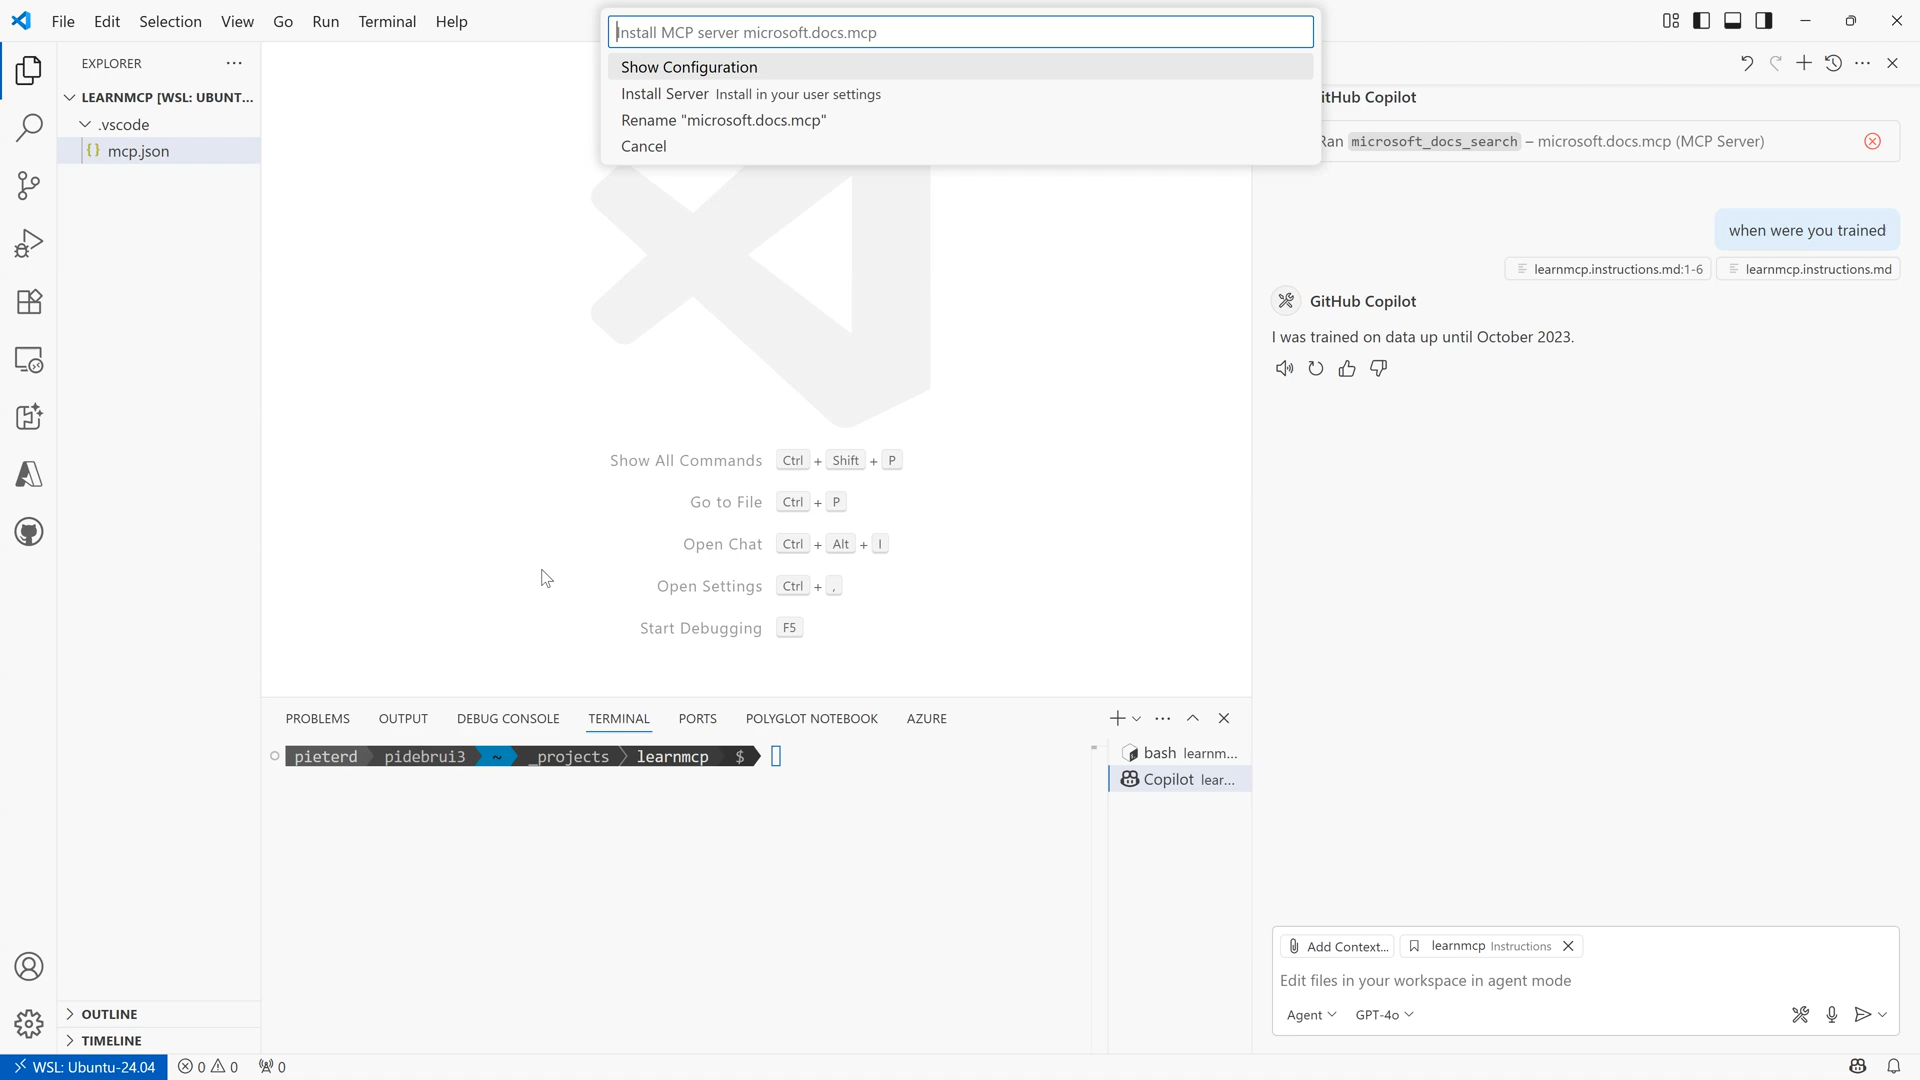 File Edit Selection View Go Run Terminal Help
Install MCP server microsoft.docs.mcp
Show Configuration
Install Server Install in your user settings
Rename "microsoft.docs.mcp"
Cancel
EXPLORER
LEARNMCP [WSL: UBUNT...
.vscode
{} mcp.json
OUTLINE
TIMELINE
Show All Commands Ctrl + Shift + P
Go to File Ctrl + P
Open Chat Ctrl + Alt + I
Open Settings Ctrl + ,
Start Debugging F5
PROBLEMS OUTPUT DEBUG CONSOLE TERMINAL PORTS POLYGLOT NOTEBOOK AZURE
pieterd pidebrui3 ~ _projects learnmcp $
bash learnm...
Copilot lear...
itHub Copilot
Ran microsoft_docs_search – microsoft.docs.mcp (MCP Server)
when were you trained
learnmcp.instructions.md:1-6 learnmcp.instructions.md
GitHub Copilot
I was trained on data up until October 2023.
Add Context... learnmcp Instructions
Edit files in your workspace in agent mode
Agent GPT-4o
WSL: Ubuntu-24.04 0 0 0